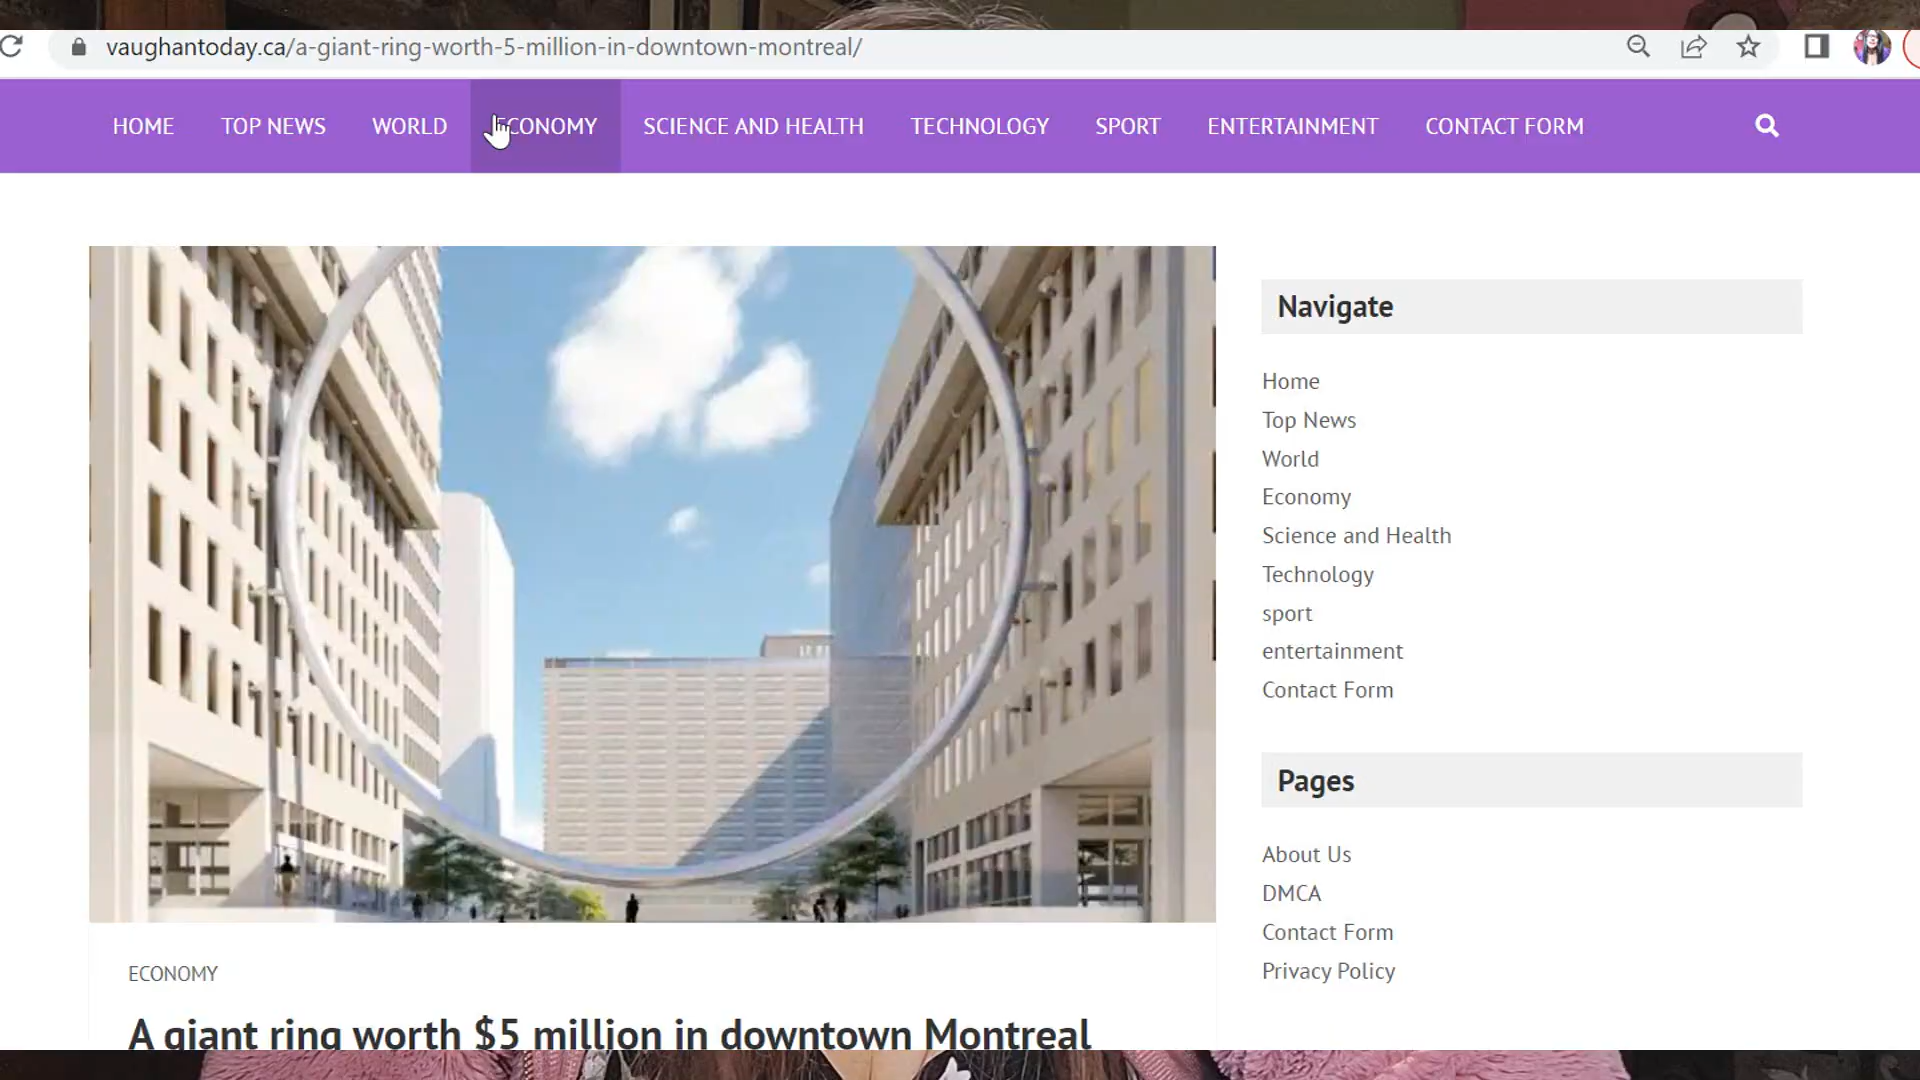 vaughantoday.ca/a-giant-ring-worth-5-million-in-downtown-montreal/
HOME TOP NEWS WORLD ECONOMY SCIENCE AND HEALTH TECHNOLOGY SPORT ENTERTAINMENT CONTACT FORM
Navigate
Home
Top News
World
Economy
Science and Health
Technology
sport
entertainment
Contact Form
Pages
About Us
DMCA
Contact Form
Privacy Policy
ECONOMY
A giant ring worth $5 million in downtown Montreal